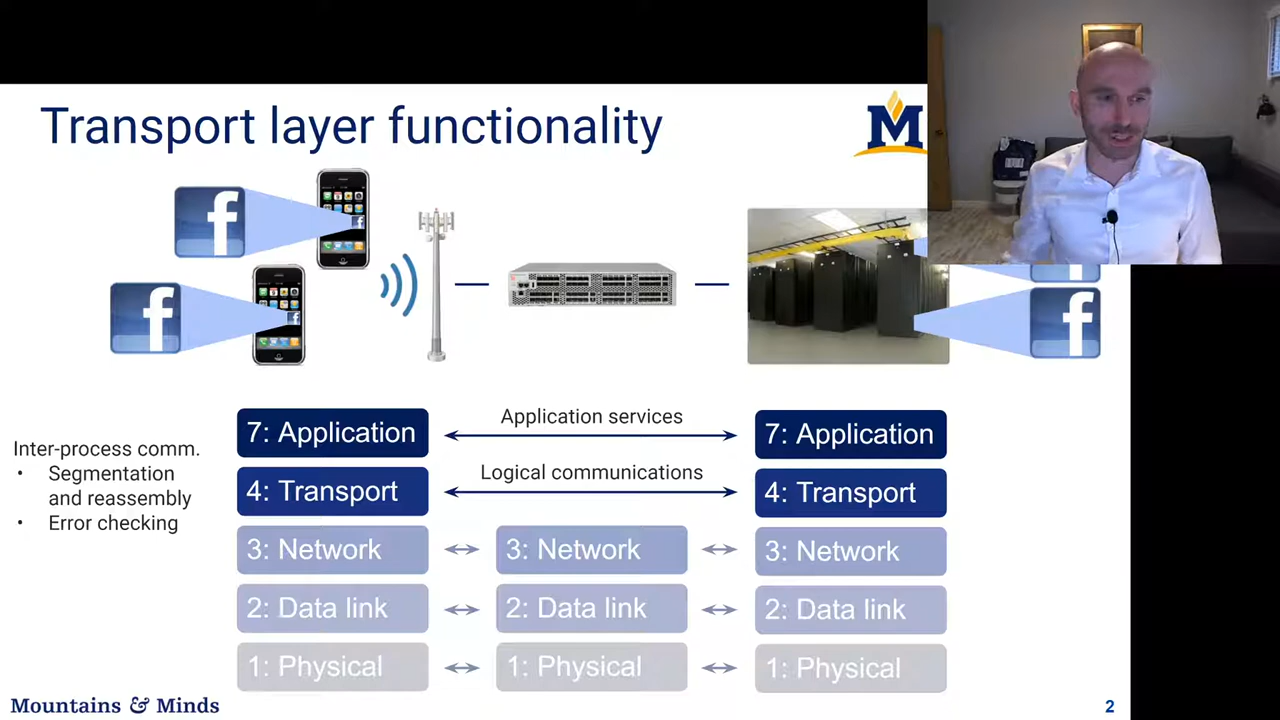 Transport layer functionality
M
f
f
f
f
f
Application services
7: Application
7: Application
Inter-process comm.
• Segmentation
and reassembly
• Error checking
Logical communications
4: Transport
4: Transport
3: Network
3: Network
3: Network
2: Data link
2: Data link
2: Data link
1: Physical
1: Physical
1: Physical
Mountains & Minds
2